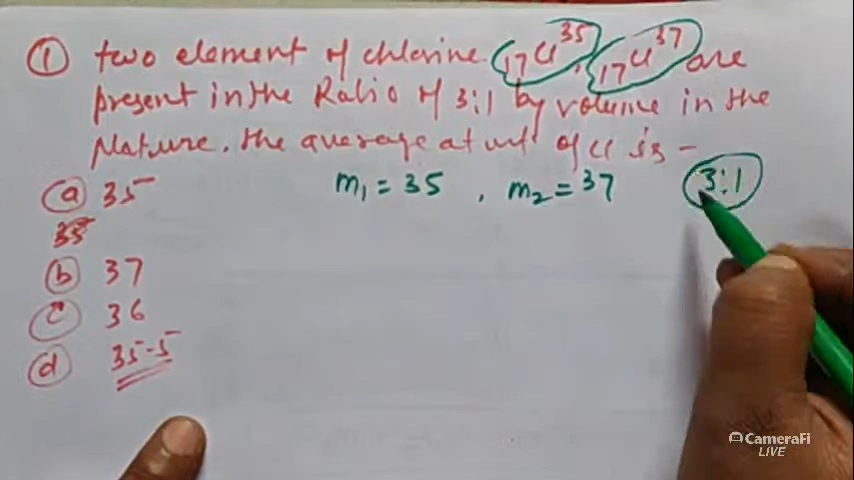 ① two element of chlorine ₁₇Cl³⁵, ₁₇Cl³⁷ are
present in the Ratio of 3:1 by volume in the
Nature. the average at wt of Cl is -
ⓐ 35
m₁ = 35 , m₂ = 37 3:1
ⓑ 37
ⓒ 36
ⓓ 35.5
CameraFi
LIVE